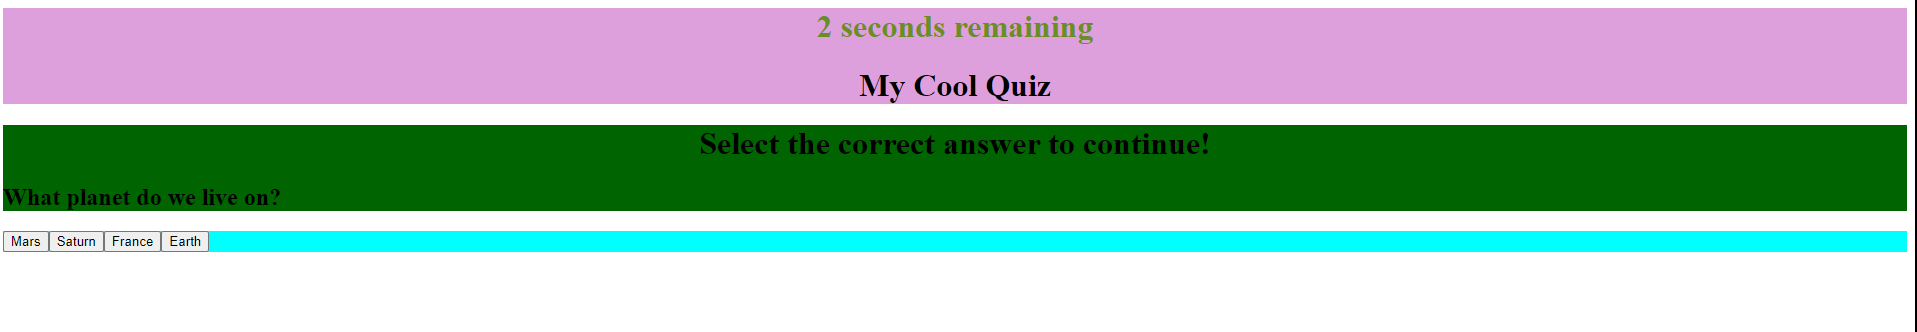 2 seconds remaining
My Cool Quiz
Select the correct answer to continue!
What planet do we live on?
Mars Saturn France Earth